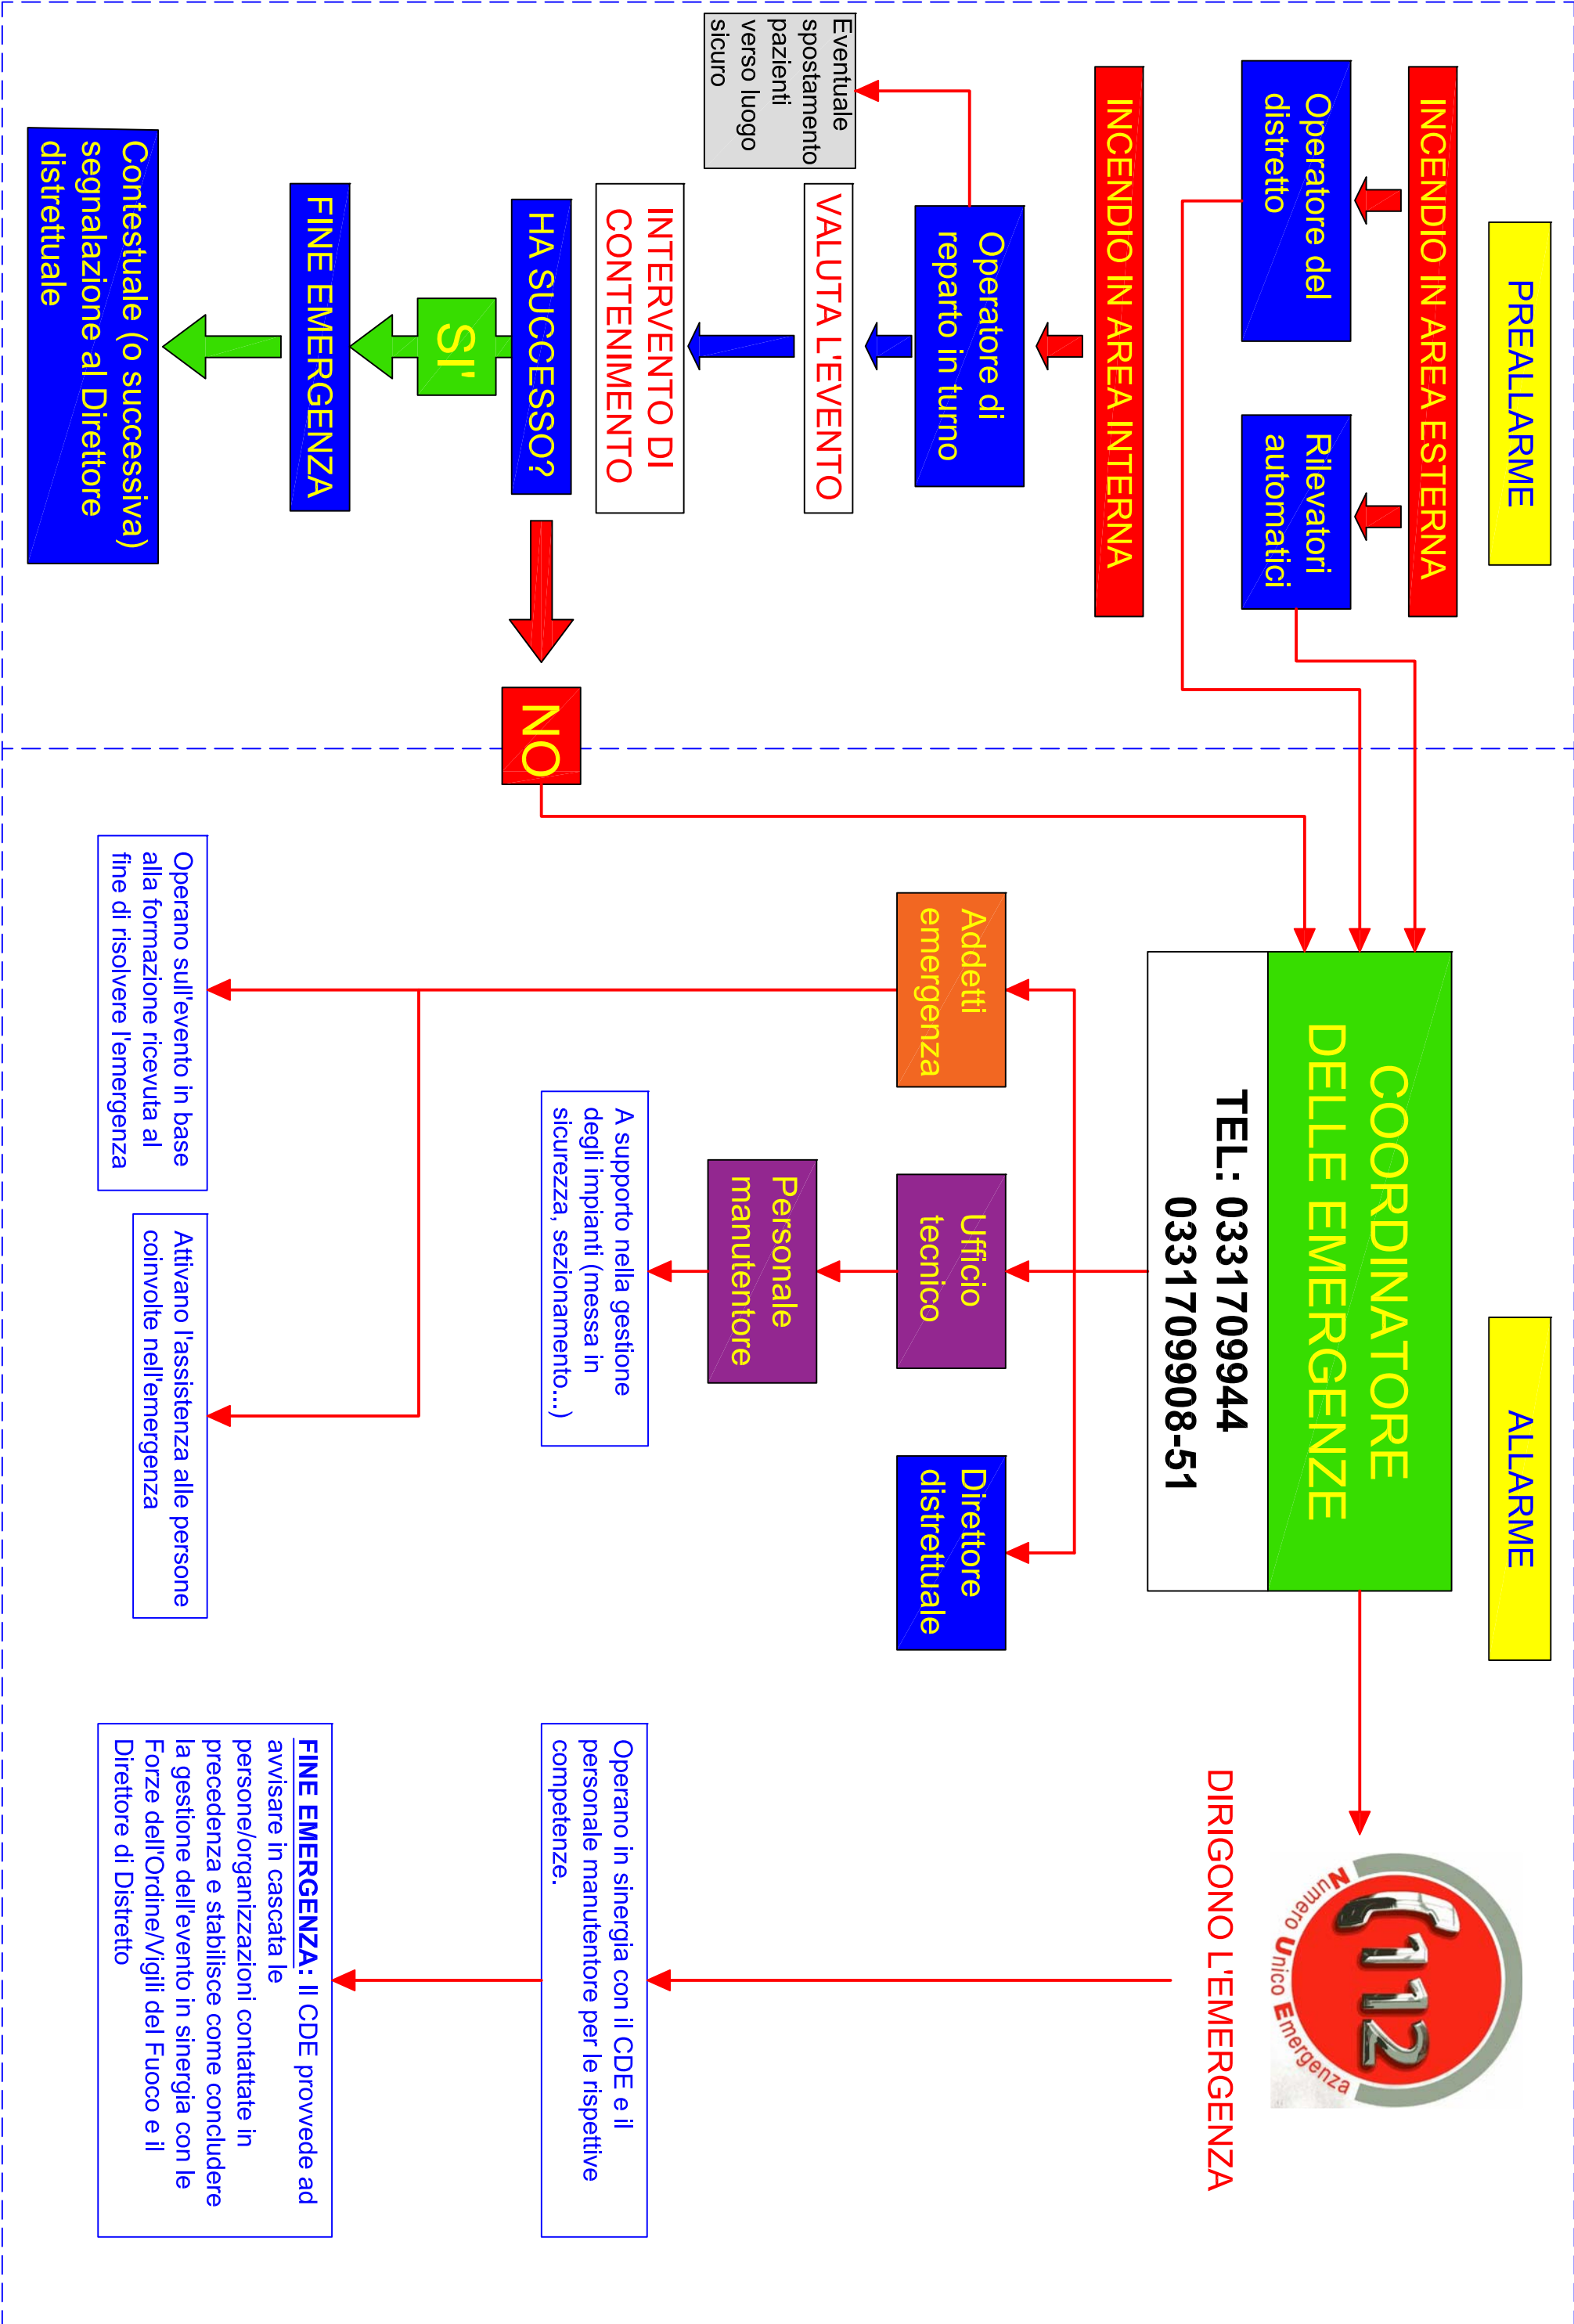 PREALLARME
INCENDIO IN AREA ESTERNA
Operatore del
distretto
Rilevatori
automatici
INCENDIO IN AREA INTERNA
Operatore di
reparto in turno
Eventuale
spostamento
pazienti
verso luogo
sicuro
VALUTA L'EVENTO
INTERVENTO DI
CONTENIMENTO
HA SUCCESSO?
NO
SI'
FINE EMERGENZA
Contestuale (o successiva)
segnalazione al Direttore
distrettuale
ALLARME
COORDINATORE
DELLE EMERGENZE
TEL: 0331709944
0331709908-51
Addetti
emergenza
Ufficio
tecnico
Direttore
distrettuale
Personale
manutentore
A supporto nella gestione
degli impianti (messa in
sicurezza, sezionamento...)
Operano sull'evento in base
alla formazione ricevuta al
fine di risolvere l'emergenza
Attivano l'assistenza alle persone
coinvolte nell'emergenza
112
Numero Unico Emergenza
DIRIGONO L'EMERGENZA
Operano in sinergia con il CDE e il
personale manutentore per le rispettive
competenze.
FINE EMERGENZA: Il CDE provvede ad
avvisare in cascata le
persone/organizzazioni contattate in
precedenza e stabilisce come concludere
la gestione dell'evento in sinergia con le
Forze dell'Ordine/Vigili del Fuoco e il
Direttore di Distretto